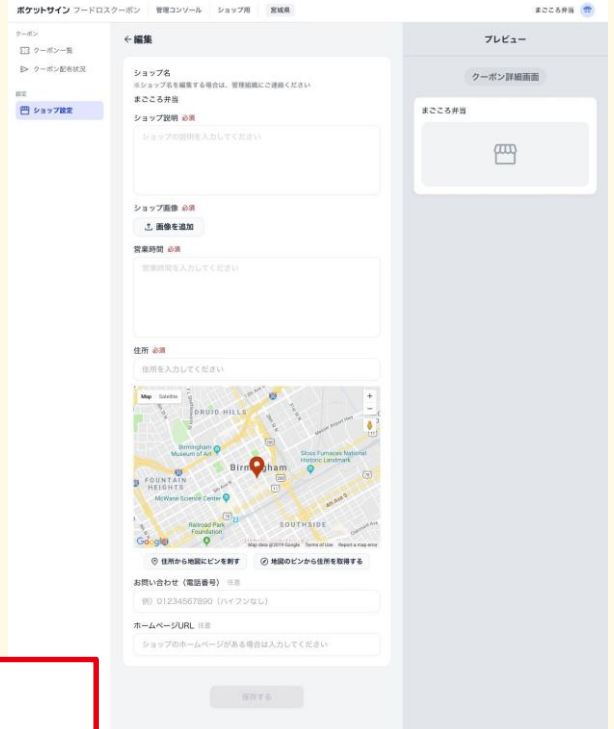 ポケットサイン フードロスクーポン 管理コンソール ショップ用 宮城県 まごころ弁当
クーポン
クーポン一覧
クーポン配布状況
設定
ショップ設定
←編集
ショップ名
※ショップ名を編集する場合は、管理組織にご連絡ください
まごころ弁当
ショップ説明 必須
ショップの説明を入力してください
ショップ画像 必須
画像を追加
営業時間 必須
営業時間を入力してください
住所 必須
住所を入力してください
Map Satellite
DRUID HILLS
Birmingham
Museum of Art
Sloss Furnaces National
Historic Landmark
Birmingham
FOUNTAIN
HEIGHTS
McWane Science Center
Railroad Park
Foundation
SOUTHSIDE
Google
Map data ©2019 Google Terms of Use Report a map error
住所から地図にピンを刺す 地図のピンから住所を取得する
お問い合わせ(電話番号) 任意
例)01234567890(ハイフンなし)
ホームページURL 任意
ショップのホームページがある場合は入力してください
保存する
プレビュー
クーポン詳細画面
まごころ弁当